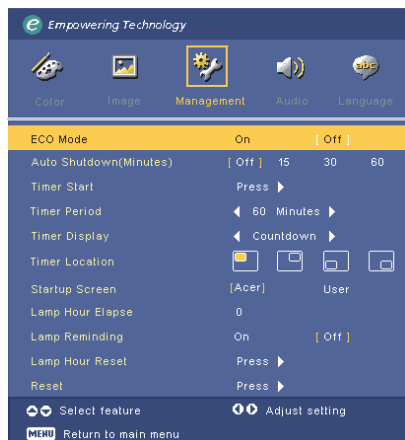 e Empowering Technology
Color Image Management Audio Language
abc
ECO Mode On [ Off ]
Auto Shutdown(Minutes) [ Off ] 15 30 60
Timer Start Press
Timer Period 60 Minutes
Timer Display Countdown
Timer Location
Startup Screen [Acer] User
Lamp Hour Elapse 0
Lamp Reminding On [ Off ]
Lamp Hour Reset Press
Reset Press
Select feature Adjust setting
MENU Return to main menu